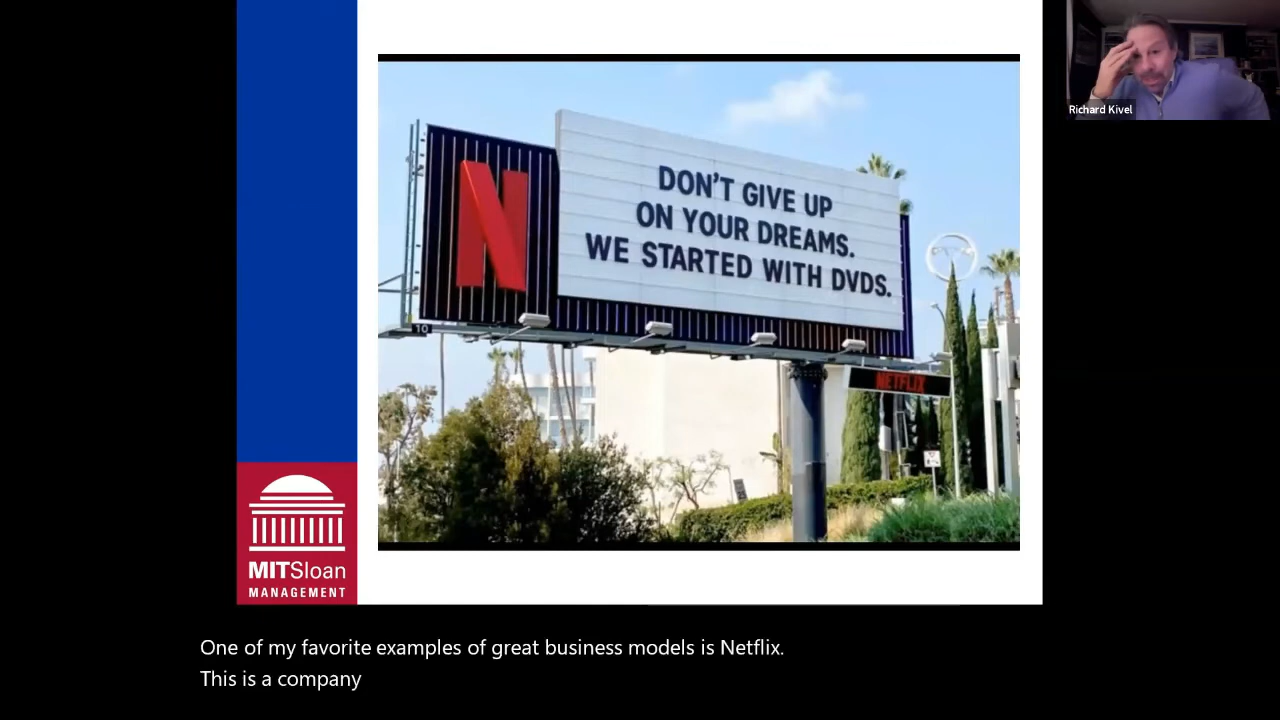 Richard Kivel
N
DON'T GIVE UP
ON YOUR DREAMS.
WE STARTED WITH DVDS.
10
NETFLIX
MITSloan
MANAGEMENT
One of my favorite examples of great business models is Netflix.
This is a company